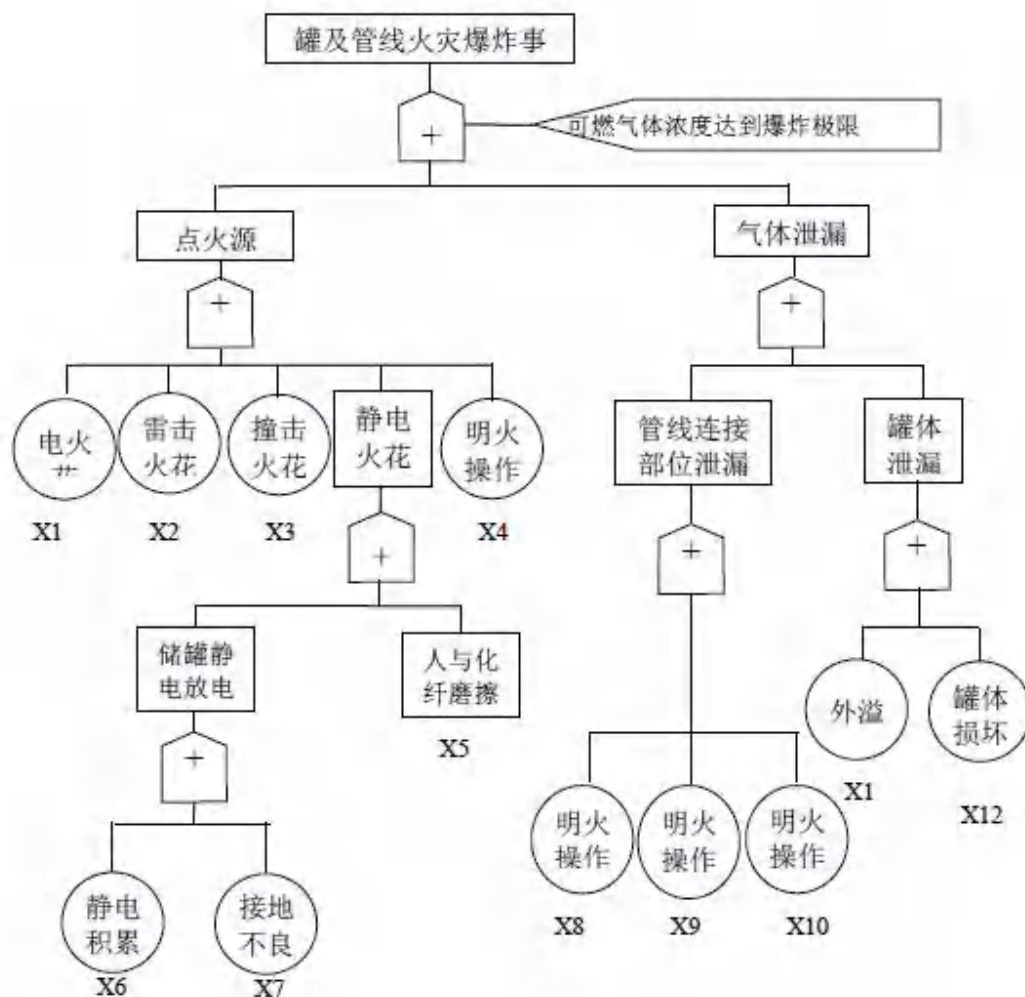 罐及管线火灾爆炸事
+
可燃气体浓度达到爆炸极限
点火源
气体泄漏
+
+
电火
雷击
火花
撞击
火花
静电
火花
明火
操作
管线连接
部位泄漏
罐体
泄漏
X1
X2
X3
X4
+
+
+
储罐静
电放电
人与化
纤磨擦
外溢
罐体
损坏
X5
+
X1
X12
明火
操作
明火
操作
明火
操作
静电
积累
接地
不良
X8
X9
X10
X6
X7